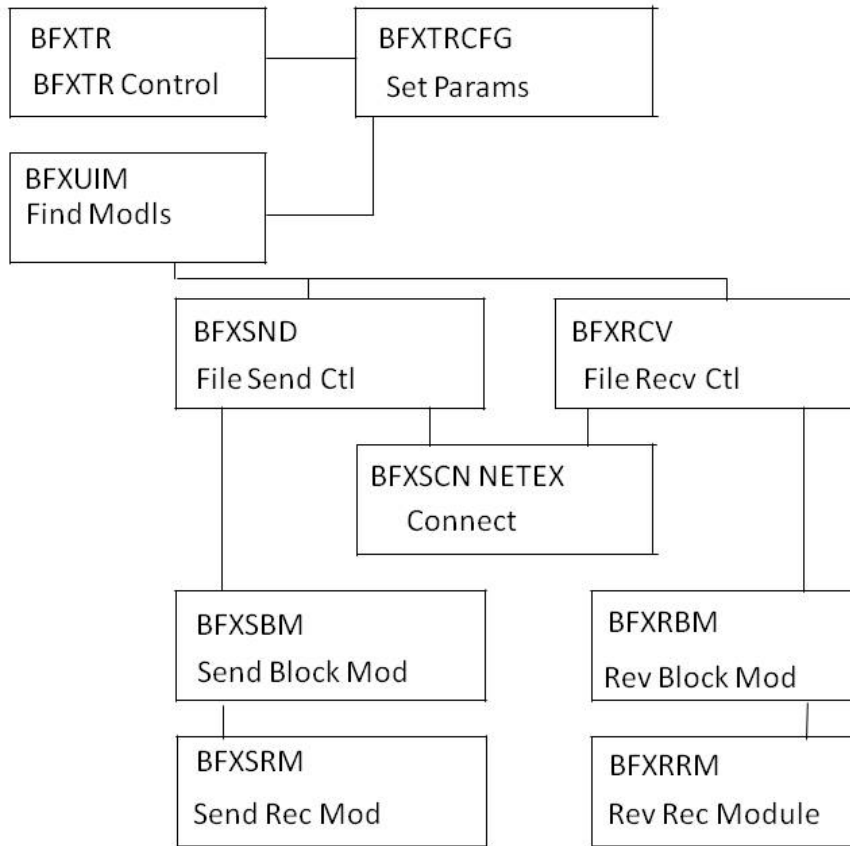 BFXTR
BFXTR Control
BFXTRCFG
Set Params
BFXUIM
Find Modls
BFXSND
File Send Ctl
BFXRCV
File Recv Ctl
BFXSCN NETEX
Connect
BFXSBM
Send Block Mod
BFXRBM
Rev Block Mod
BFXSRM
Send Rec Mod
BFXRRM
Rev Rec Module